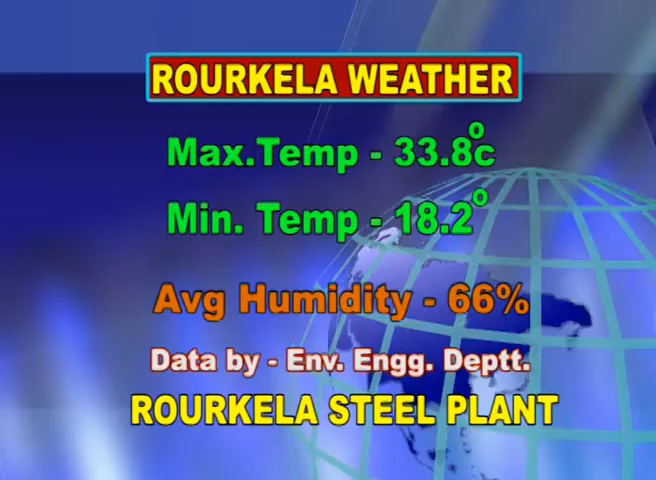 ROURKELA WEATHER
Max.Temp - 33.8°c
Min. Temp - 18.2°
Avg Humidity - 66%
Data by - Env. Engg. Deptt.
ROURKELA STEEL PLANT